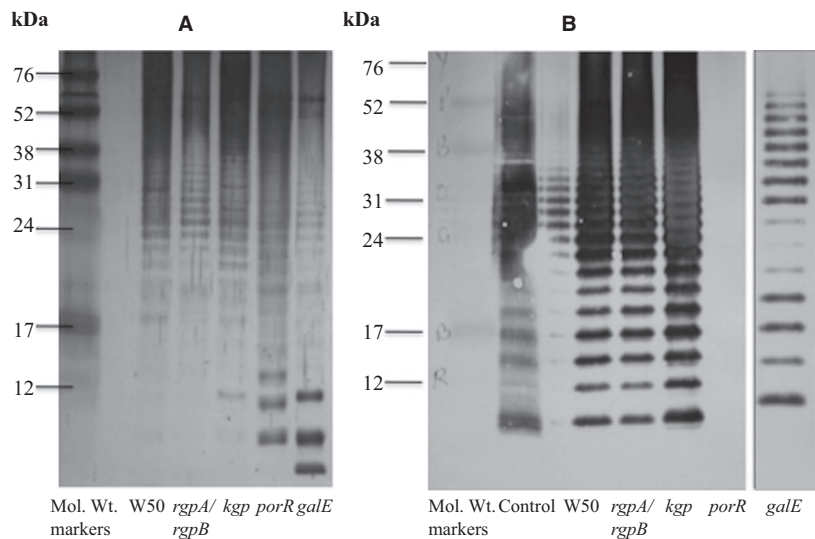 kDa
A
76
52
38
31
24
17
12
Mol. Wt. markers
W50
rgpA/ rgpB
kgp
porR
galE
kDa
B
76
52
38
31
24
17
12
B
R
Mol. Wt. markers
Control
W50
rgpA/ rgpB
kgp
porR
galE